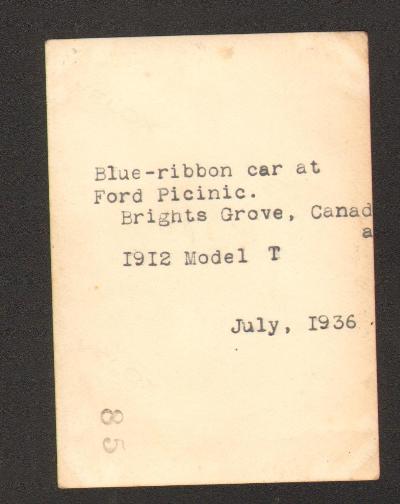 Blue-ribbon car at
Ford Picinic.
Brights Grove, Canad
a
I9I2 Model T
July, I936
85